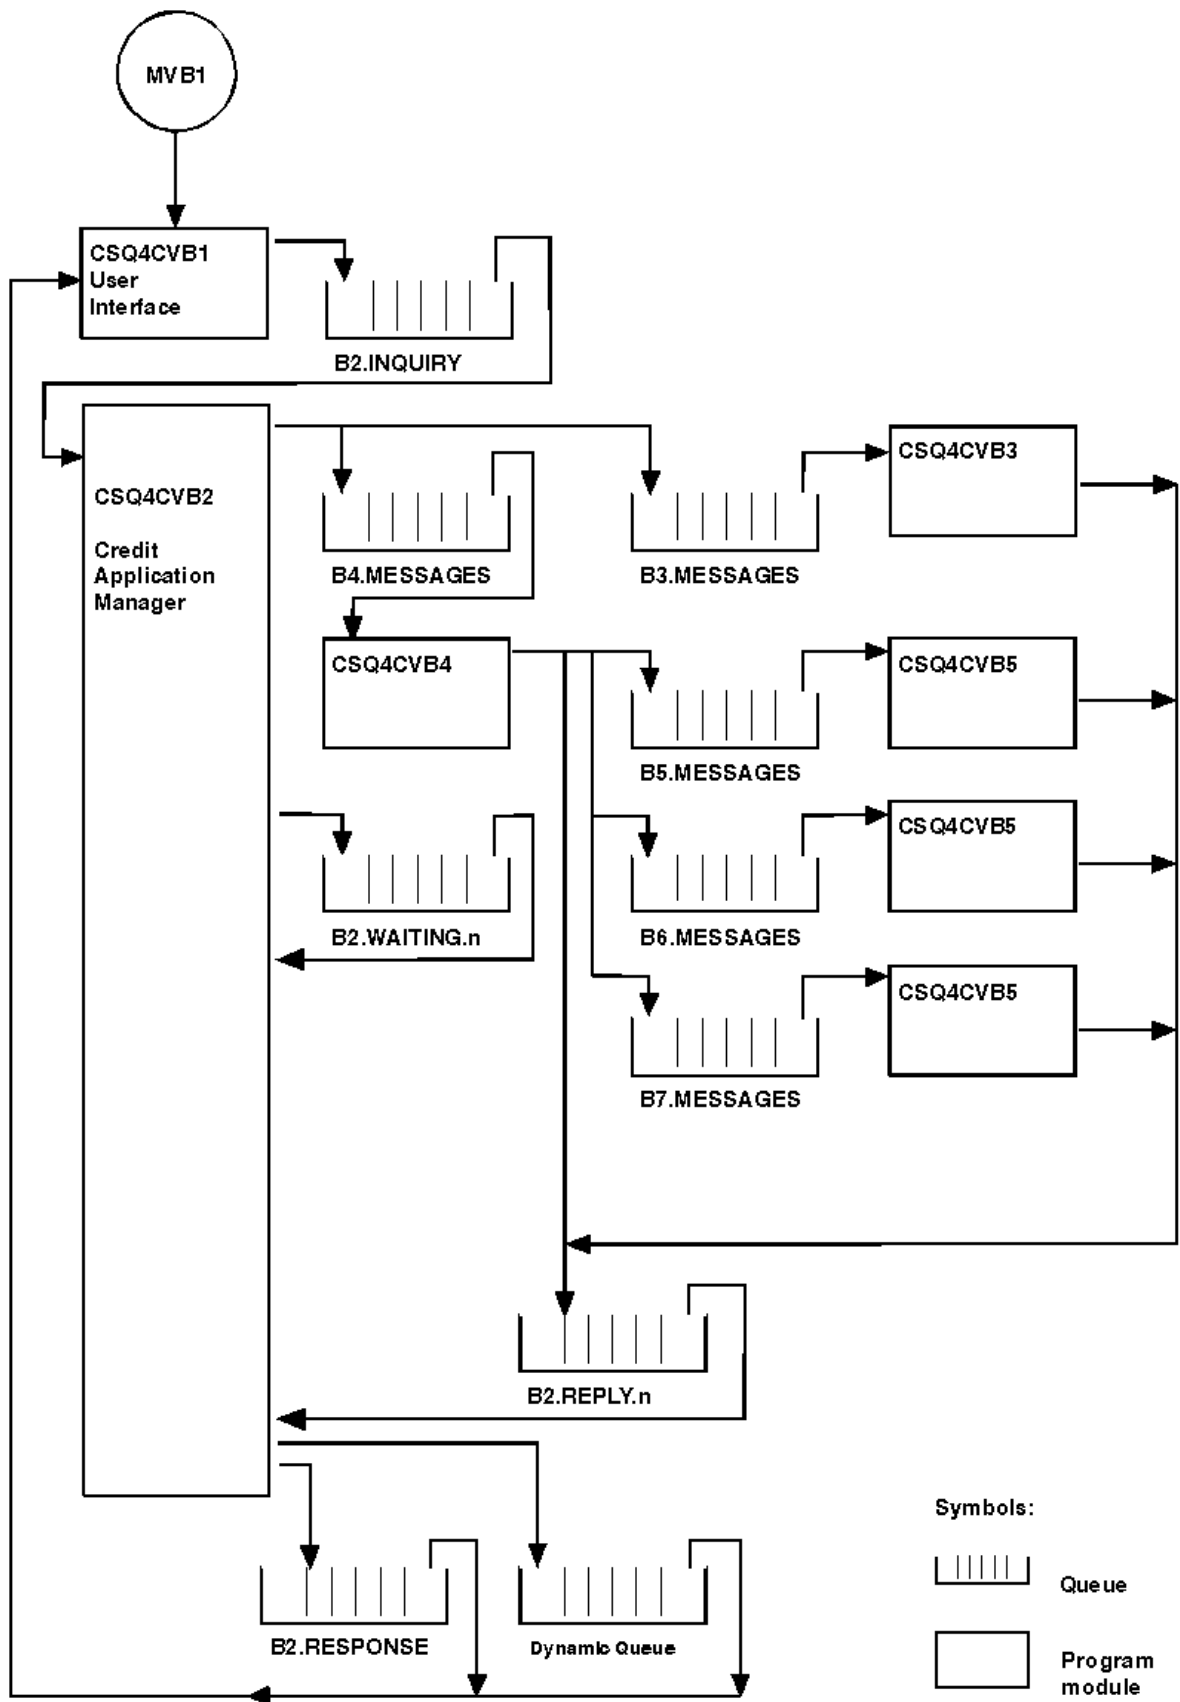 MVB1
CSQ4CVB1
User
Interface
B2.INQUIRY
CSQ4CVB2
Credit
Application
Manager
B4.MESSAGES
B3.MESSAGES
CSQ4CVB3
CSQ4CVB4
B5.MESSAGES
CSQ4CVB5
B2.WAITING.n
B6.MESSAGES
CSQ4CVB5
B7.MESSAGES
CSQ4CVB5
B2.REPLY.n
B2.RESPONSE
Dynamic Queue
Symbols:
Queue
Program
module